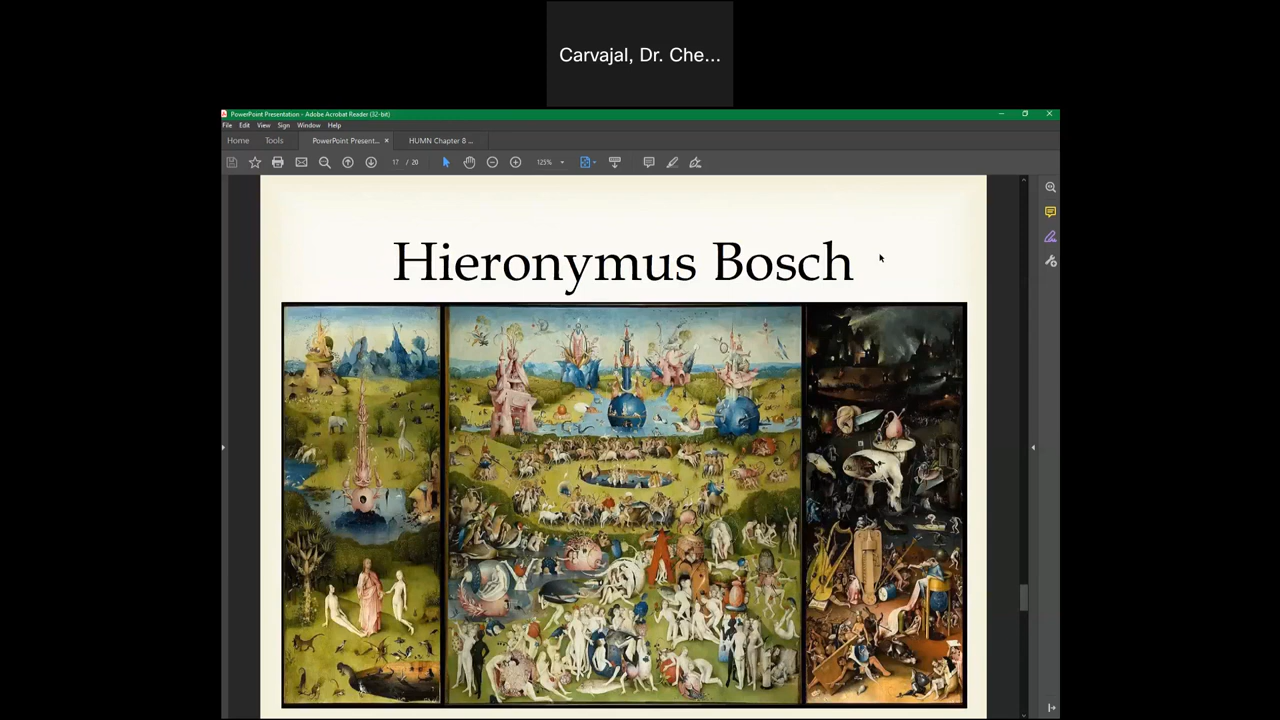 Carvajal, Dr. Che...
PowerPoint Presentation - Adobe Acrobat Reader (32-bit)
File Edit View Sign Window Help
Home Tools PowerPoint Present... × HUMN Chapter 8 ...
17 / 20 125%
Hieronymus Bosch